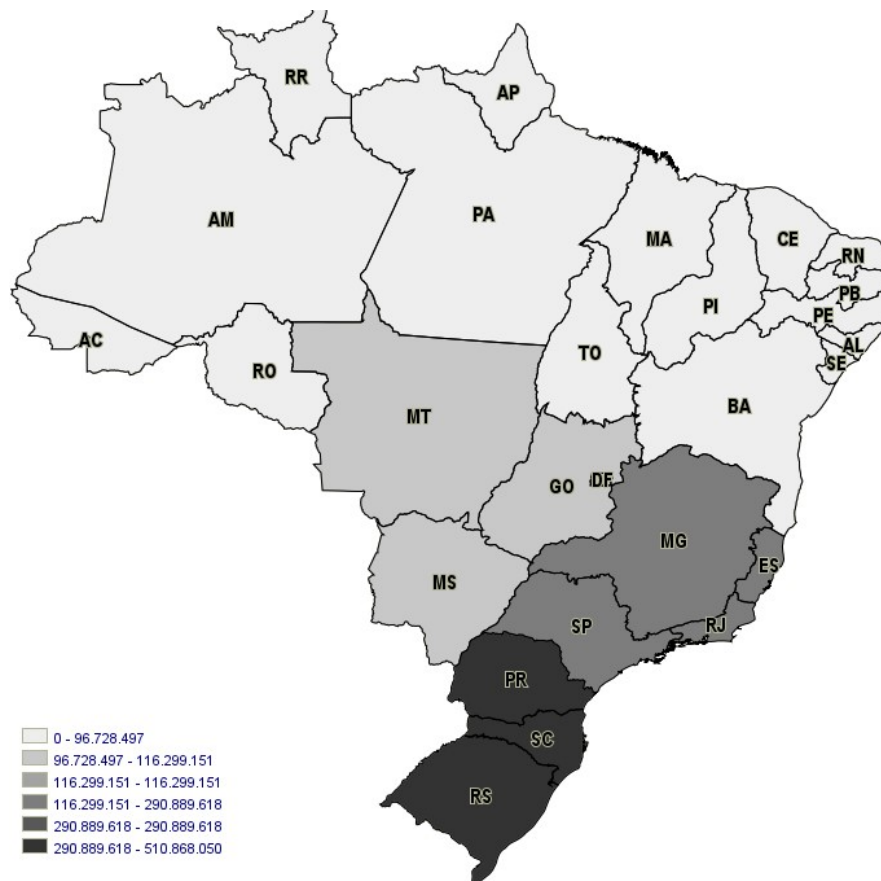 RR
AP
AM
PA
MA
CE
RN
PB
PI
PE
AC
AL
TO
SE
RO
BA
MT
GO
DF
MG
ES
MS
SP
RJ
PR
SC
RS
0 - 96.728.497
96.728.497 - 116.299.151
116.299.151 - 116.299.151
116.299.151 - 290.889.618
290.889.618 - 290.889.618
290.889.618 - 510.868.050